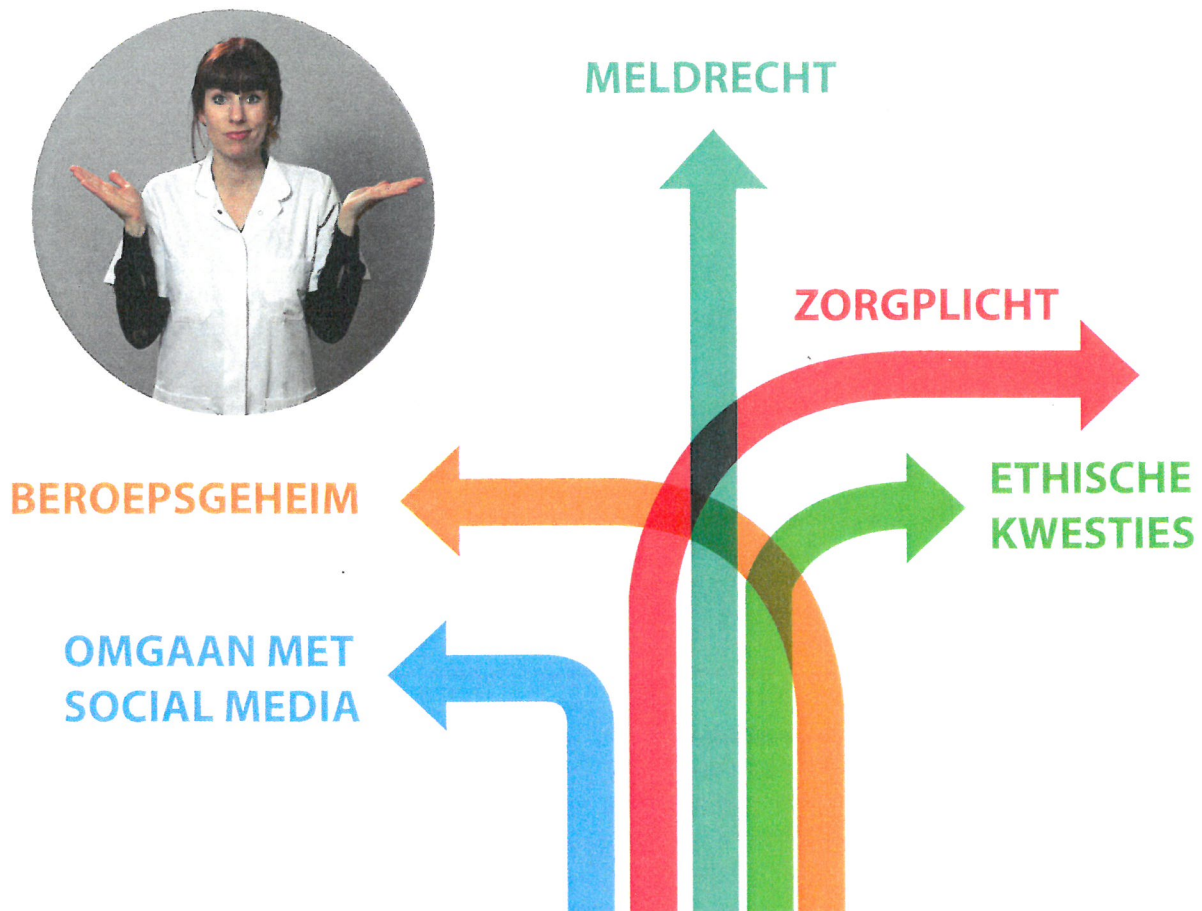 MELDRECHT
ZORGPLICHT
BEROEPSGEHEIM
ETHISCHE
KWESTIES
OMGAAN MET
SOCIAL MEDIA